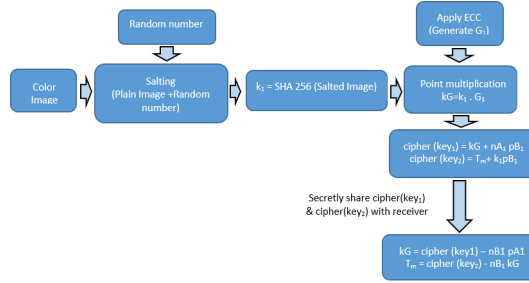 Random number
Apply ECC
(Generate G₁)
Color
Image
Salting
(Plain Image +Random
number)
k₁ = SHA 256 (Salted Image)
Point multiplication
kG=k₁ . G₁
cipher (key₁) = kG + nA₁ pB₁
cipher (key₂) = Tₘ+ k₁pB₁
Secretly share cipher(key₁)
& cipher(key₂) with receiver
kG = cipher (key1) – nB1 pA1
Tₘ = cipher (key₂) - nB₁ kG